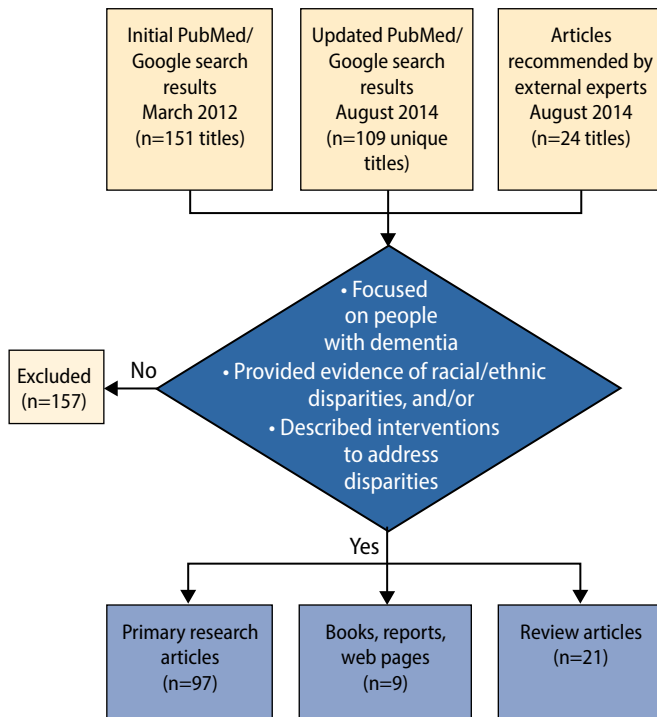 Initial PubMed/
Google search
results
March 2012
(n=151 titles)
Updated PubMed/
Google search
results
August 2014
(n=109 unique
titles)
Articles
recommended by
external experts
August 2014
(n=24 titles)
• Focused
on people
with dementia
• Provided evidence of racial/ethnic
disparities, and/or
• Described interventions
to address
disparities
No
Excluded
(n=157)
Yes
Primary research
articles
(n=97)
Books, reports,
web pages
(n=9)
Review articles
(n=21)